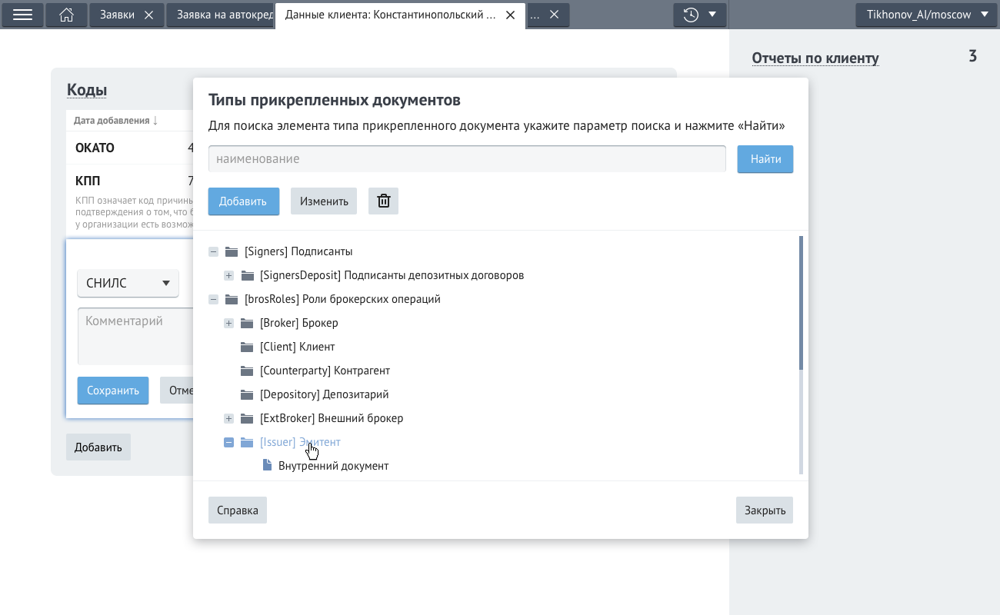 Заявки
Заявка на автокред
Данные клиента: Константинопольский ...
...
Tikhonov_AI/moscow
Отчеты по клиенту 3
Коды
Дата добавления ↓
ОКАТО 4
КПП 7
КПП означает код причины
подтверждения о том, что
у организации есть возмож
СНИЛС
Комментарий
Сохранить
Отме
Добавить
Типы прикрепленных документов
Для поиска элемента типа прикрепленного документа укажите параметр поиска и нажмите «Найти»
наименование
Найти
Добавить
Изменить
[Signers] Подписанты
[SignersDeposit] Подписанты депозитных договоров
[brosRoles] Роли брокерских операций
[Broker] Брокер
[Client] Клиент
[Counterparty] Контрагент
[Depository] Депозитарий
[ExtBroker] Внешний брокер
[Issuer] Эмитент
Внутренний документ
Справка
Закрыть